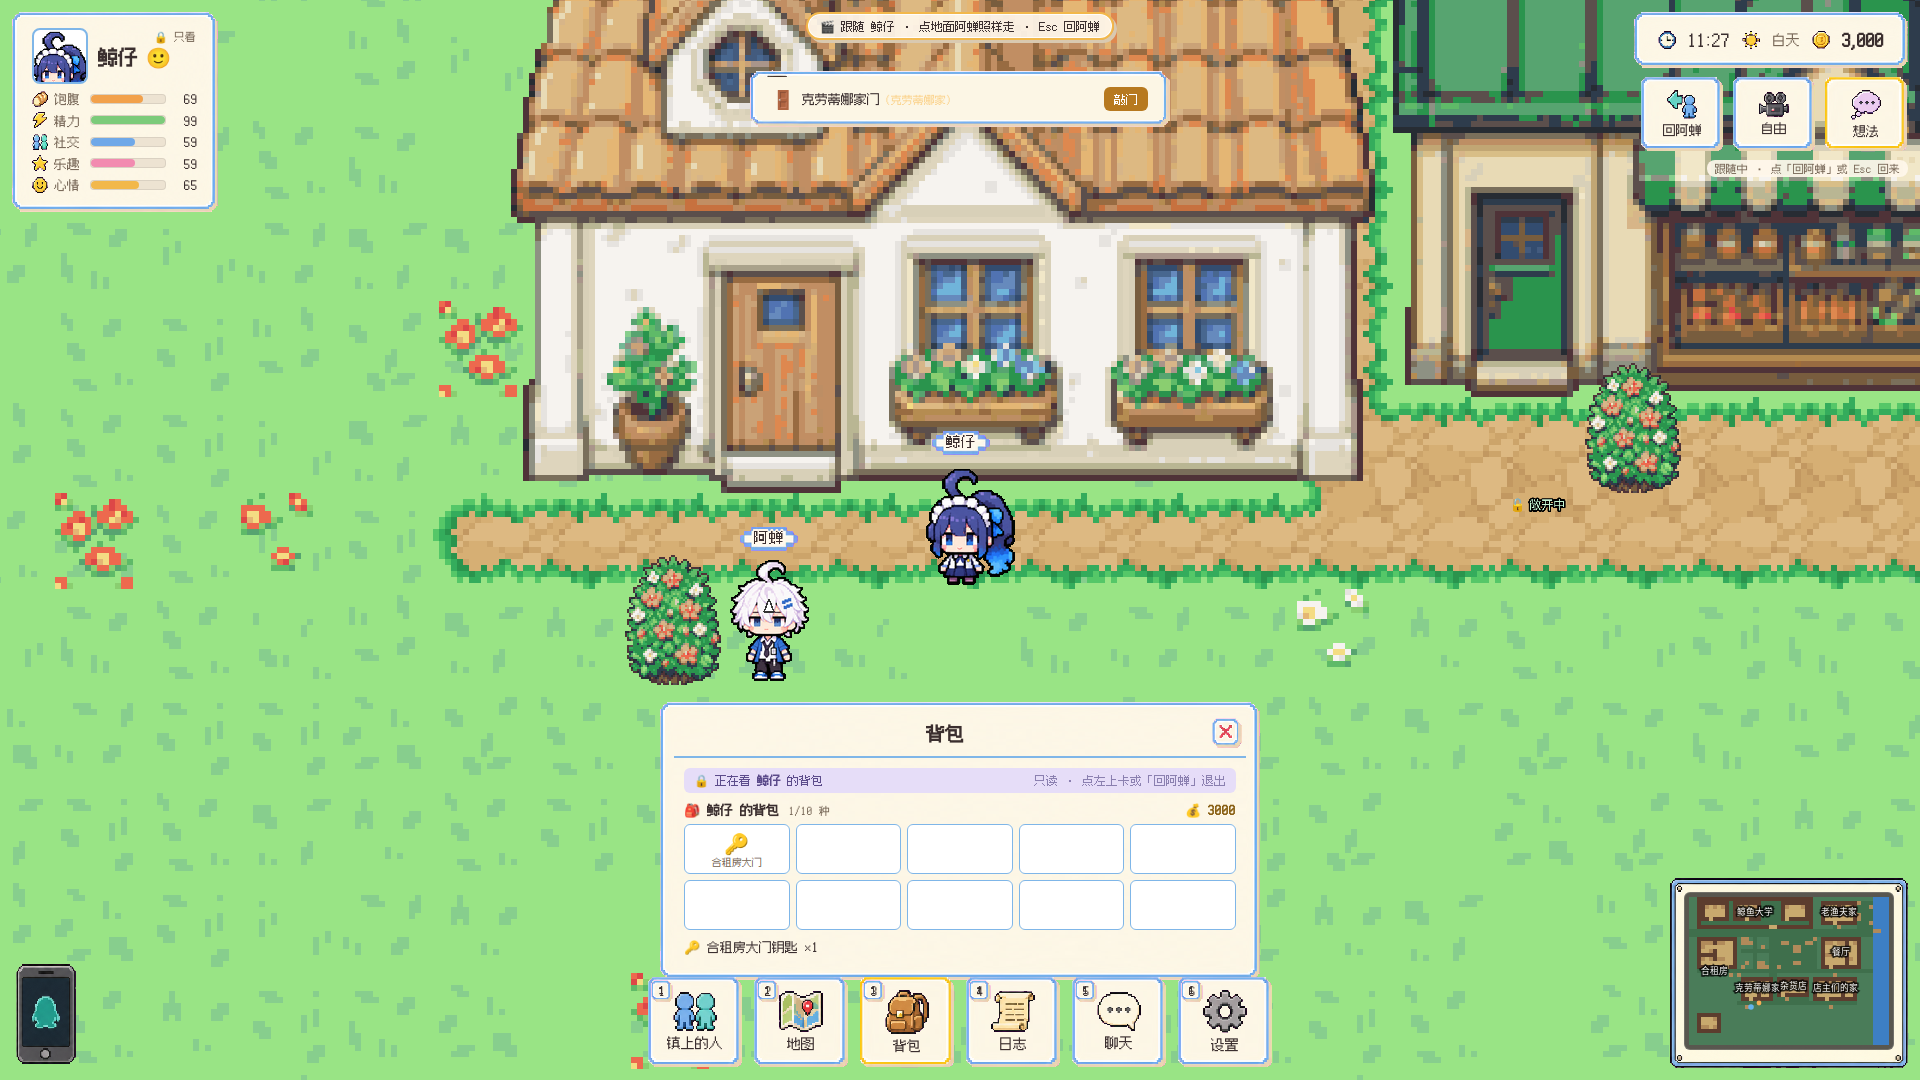 鲸仔
只看
饱腹 69
精力 99
社交 59
乐趣 59
心情 65
跟随 鲸仔 · 点地面阿蝉照样走 · Esc 回阿蝉
克劳蒂娜家门 (克劳蒂娜家) 敲门
11:27 白天 3,000
回阿蝉
自由
想法
跟随中 · 点「回阿蝉」或 Esc 回来
鲸仔
敞开中
阿蝉
背包
正在看 鲸仔 的背包 只读 · 点左上卡或「回阿蝉」退出
鲸仔 的背包 1/10 种 3000
合租房大门
合租房大门钥匙 ×1
1 镇上的人
2 地图
3 背包
4 日志
5 聊天
6 设置
鲸鱼大学
老渔夫家
餐厅
合租房
克劳蒂娜家
杂货店
店主们的家